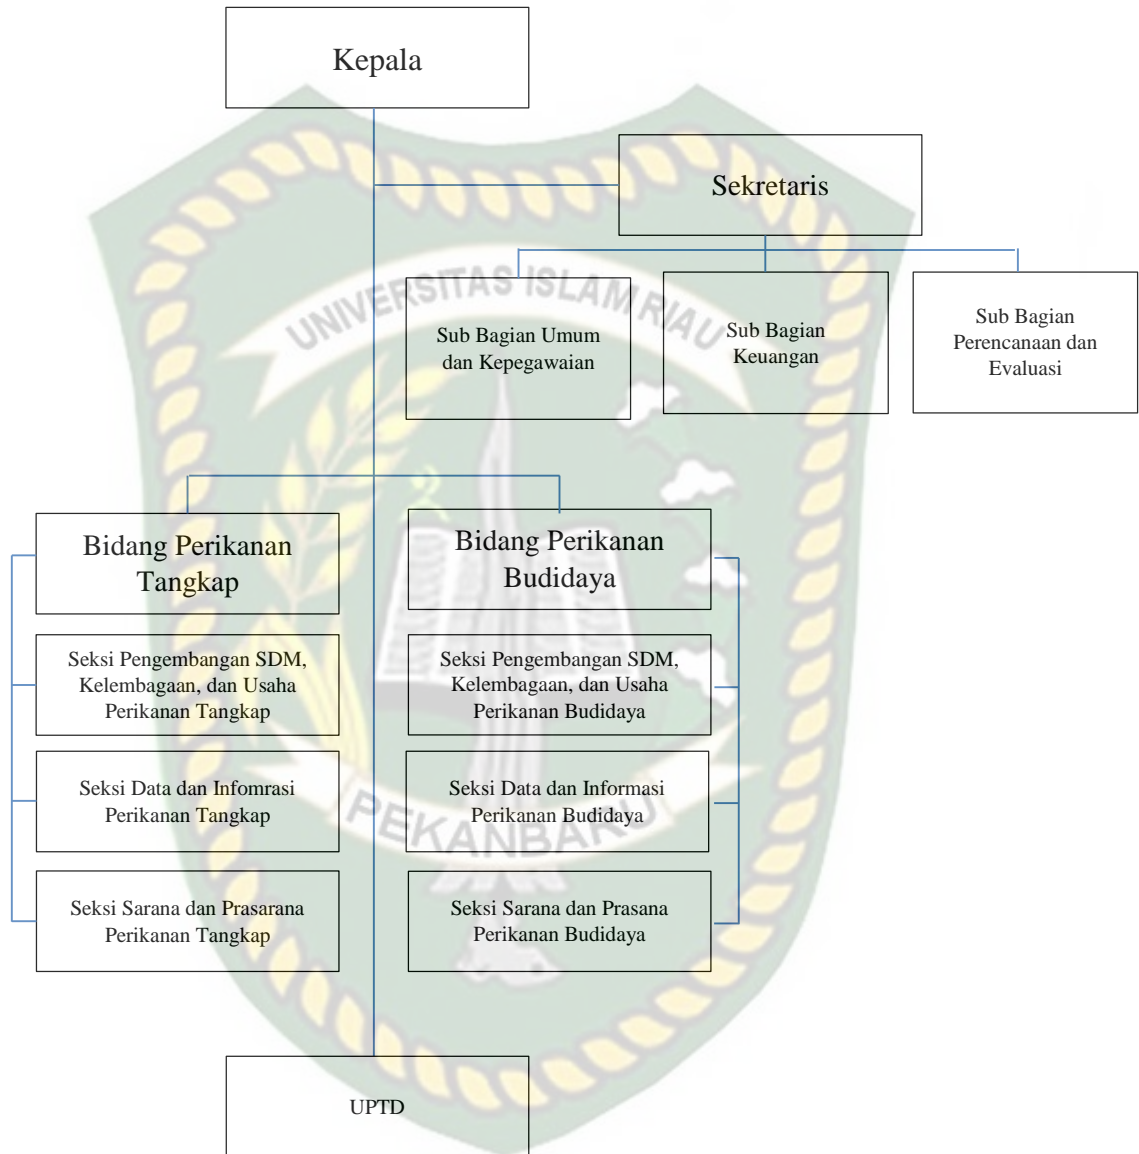 Kepala
Sekretaris
UNIVERSITAS ISLAM RIAU
Sub Bagian Umum
dan Kepegawaian
Sub Bagian
Keuangan
Sub Bagian
Perencanaan dan
Evaluasi
Bidang Perikanan
Tangkap
Bidang Perikanan
Budidaya
Seksi Pengembangan SDM,
Kelembagaan, dan Usaha
Perikanan Tangkap
Seksi Pengembangan SDM,
Kelembagaan, dan Usaha
Perikanan Budidaya
Seksi Data dan Infomrasi
Perikanan Tangkap
Seksi Data dan Informasi
Perikanan Budidaya
PEKANBARU
Seksi Sarana dan Prasarana
Perikanan Tangkap
Seksi Sarana dan Prasana
Perikanan Budidaya
UPTD